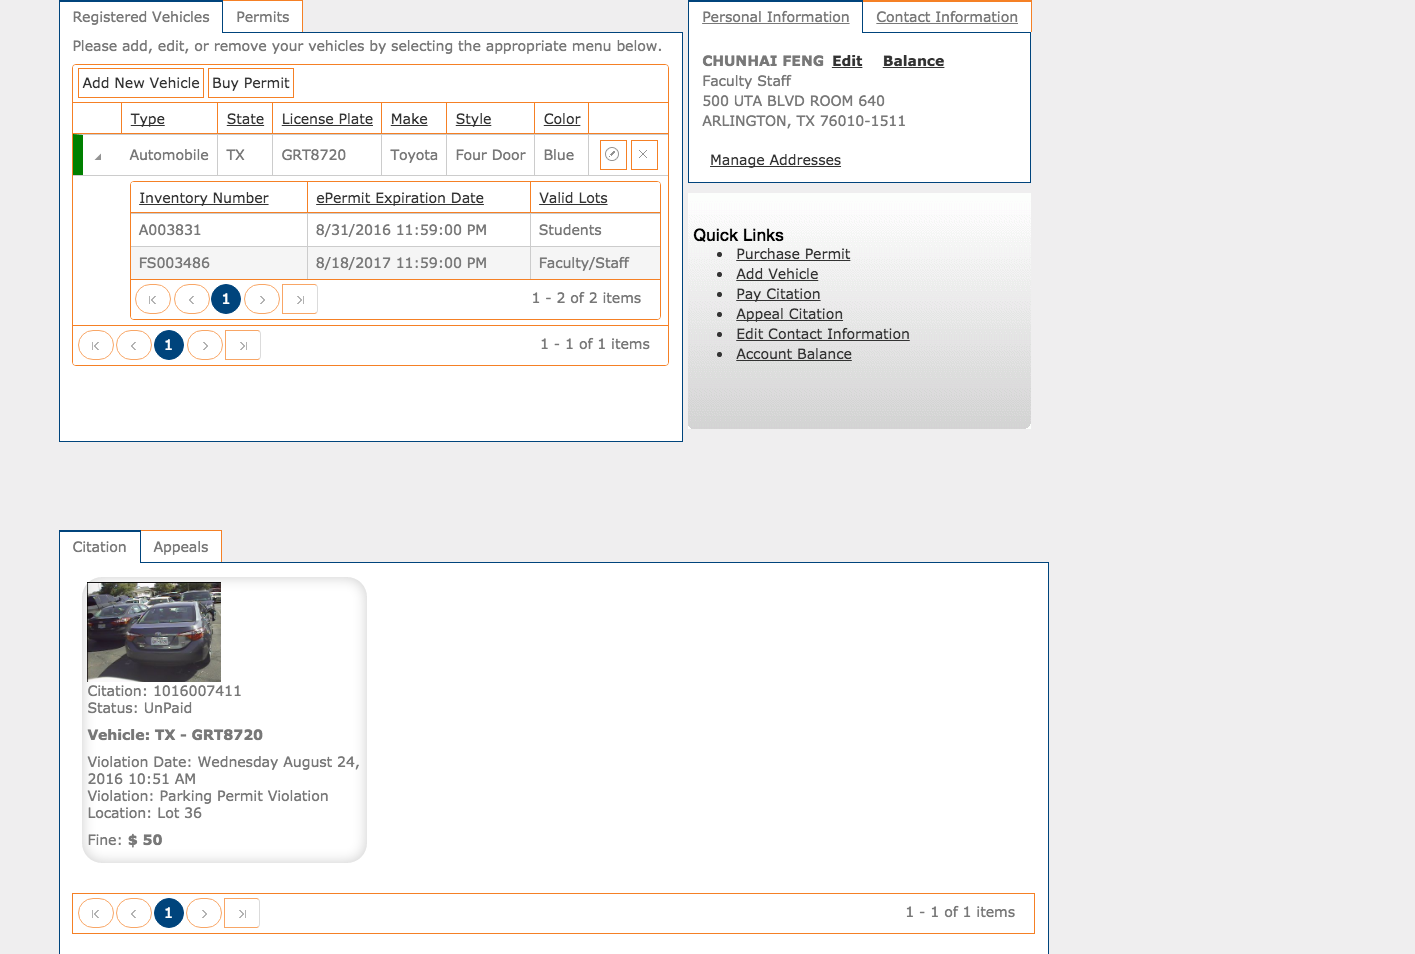 Registered Vehicles Permits
Please add, edit, or remove your vehicles by selecting the appropriate menu below.
Add New Vehicle Buy Permit
Type State License Plate Make Style Color
Automobile TX GRT8720 Toyota Four Door Blue
Inventory Number ePermit Expiration Date Valid Lots
A003831 8/31/2016 11:59:00 PM Students
FS003486 8/18/2017 11:59:00 PM Faculty/Staff
1 1 - 2 of 2 items
1 1 - 1 of 1 items
Personal Information Contact Information
CHUNHAI FENG Edit Balance
Faculty Staff
500 UTA BLVD ROOM 640
ARLINGTON, TX 76010-1511
Manage Addresses
Quick Links
Purchase Permit
Add Vehicle
Pay Citation
Appeal Citation
Edit Contact Information
Account Balance
Citation Appeals
Citation: 1016007411
Status: UnPaid
Vehicle: TX - GRT8720
Violation Date: Wednesday August 24,
2016 10:51 AM
Violation: Parking Permit Violation
Location: Lot 36
Fine: $ 50
1 1 - 1 of 1 items